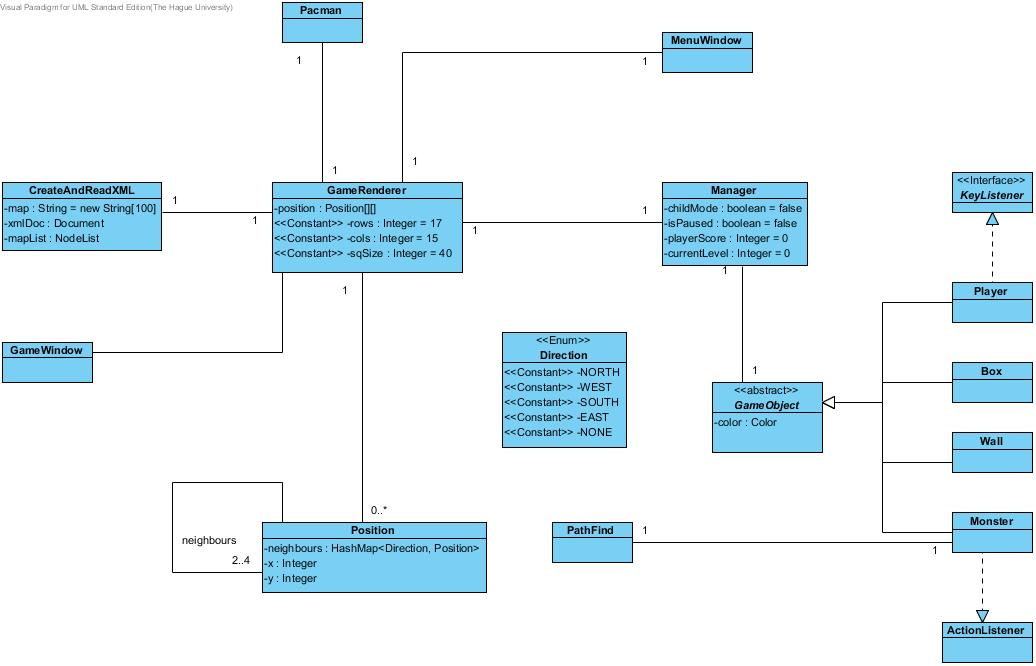 Visual Paradigm for UML Standard Edition(The Hague University)
Pacman
1
1
MenuWindow
1
1
CreateAndReadXML
-map : String = new String[100]
-xmlDoc : Document
-mapList : NodeList
1
1
GameRenderer
-position : Position[][]
<<Constant>> -rows : Integer = 17
<<Constant>> -cols : Integer = 15
<<Constant>> -sqSize : Integer = 40
1
1
Manager
-childMode : boolean = false
-isPaused : boolean = false
-playerScore : Integer = 0
-currentLevel : Integer = 0
1
1
<<Interface>>
KeyListener
Player
Box
Wall
Monster
GameWindow
1
0..*
<<Enum>>
Direction
<<Constant>> -NORTH
<<Constant>> -WEST
<<Constant>> -SOUTH
<<Constant>> -EAST
<<Constant>> -NONE
<<abstract>>
GameObject
-color : Color
neighbours
2..4
Position
-neighbours : HashMap<Direction, Position>
-x : Integer
-y : Integer
PathFind
1
1
ActionListener